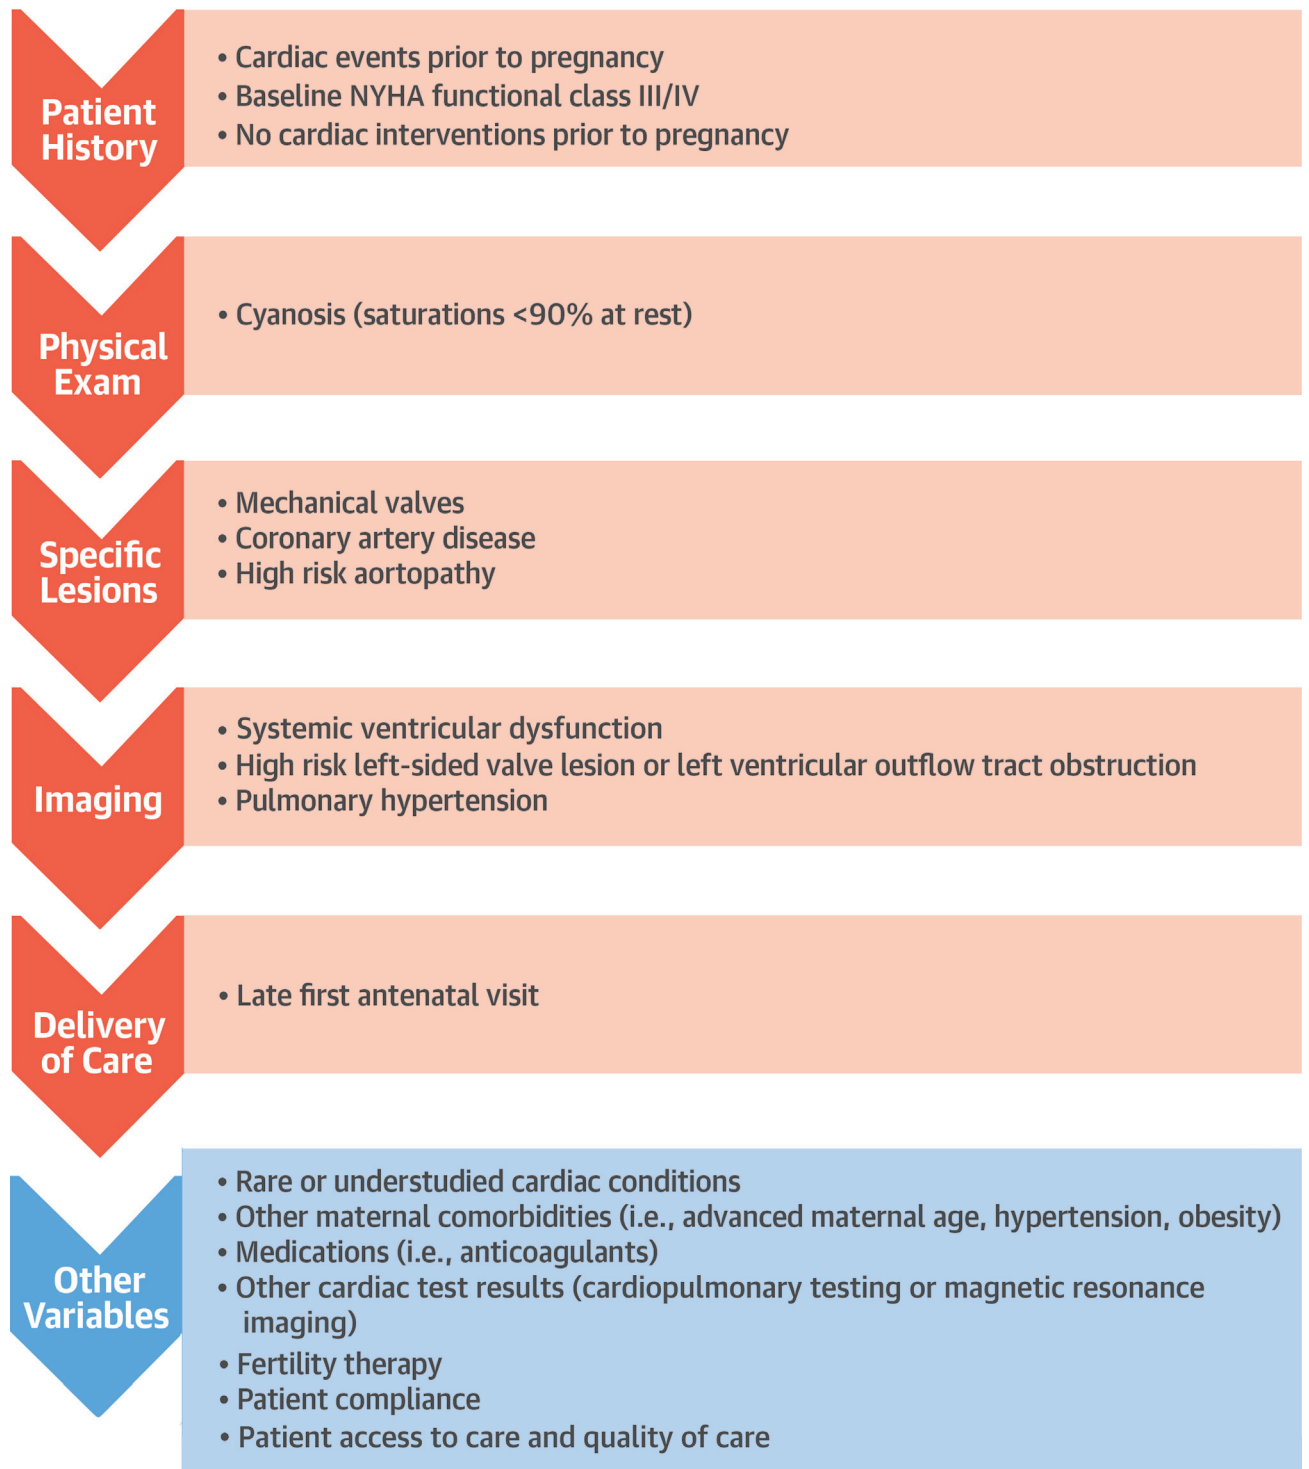 Patient
History
• Cardiac events prior to pregnancy
• Baseline NYHA functional class III/IV
• No cardiac interventions prior to pregnancy
Physical
Exam
• Cyanosis (saturations <90% at rest)
Specific
Lesions
• Mechanical valves
• Coronary artery disease
• High risk aortopathy
Imaging
• Systemic ventricular dysfunction
• High risk left-sided valve lesion or left ventricular outflow tract obstruction
• Pulmonary hypertension
Delivery
of Care
• Late first antenatal visit
Other
Variables
• Rare or understudied cardiac conditions
• Other maternal comorbidities (i.e., advanced maternal age, hypertension, obesity)
• Medications (i.e., anticoagulants)
• Other cardiac test results (cardiopulmonary testing or magnetic resonance
imaging)
• Fertility therapy
• Patient compliance
• Patient access to care and quality of care